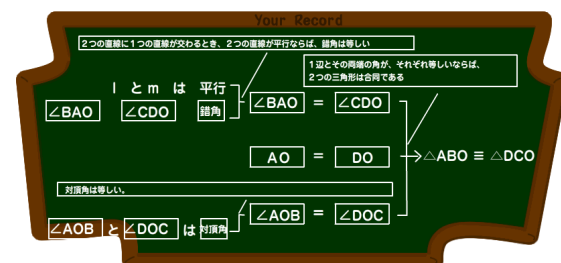 Your Record
2つの直線に1つの直線が交わるとき、2つの直線が平行ならば、錯角は等しい
1辺とその両端の角が、それぞれ等しいならば、
2つの三角形は合同である
l と m は 平行
∠BAO ∠CDO 錯角
∠BAO = ∠CDO
AO = DO
△ABO ≡ △DCO
対頂角は等しい。
∠AOB と ∠DOC は 対頂角
∠AOB = ∠DOC